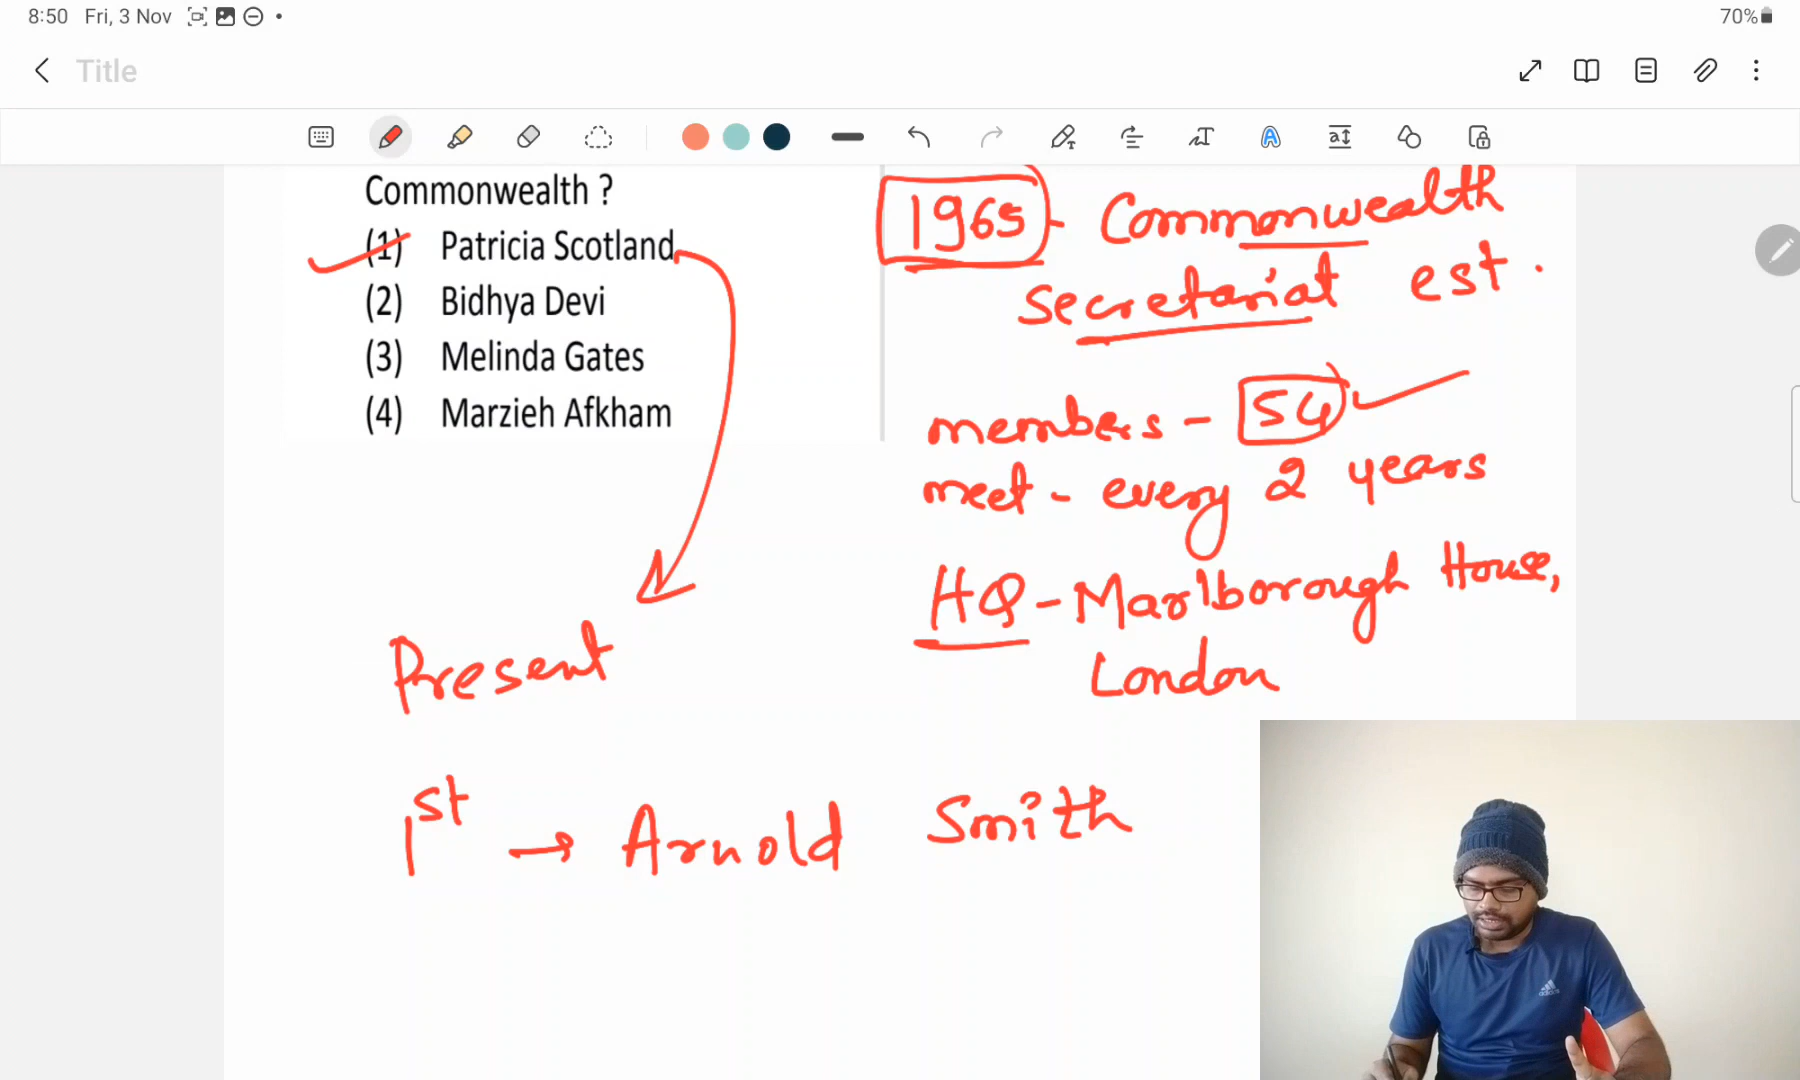 8:50 Fri, 3 Nov
70%
Title
Commonwealth ?
(1) Patricia Scotland
(2) Bidhya Devi
(3) Melinda Gates
(4) Marzieh Afkham
1965 - Commonwealth
secretariat est.
members - 54
meet - every 2 years
HQ - Marlborough House,
London
Present
1st → Arnold Smith
adidas